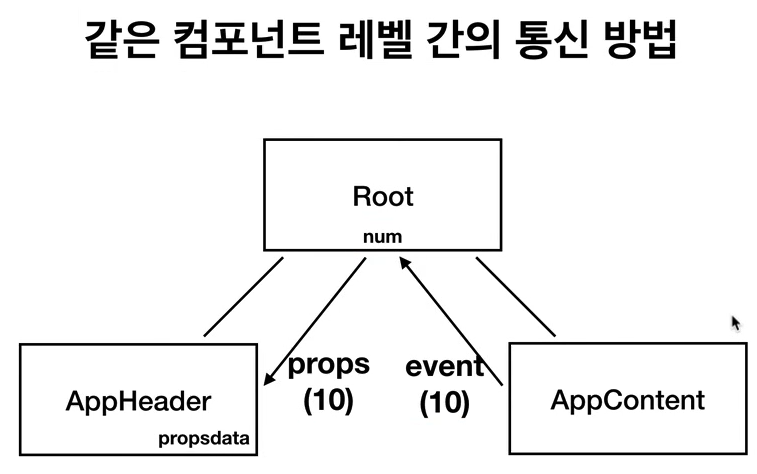 같은 컴포넌트 레벨 간의 통신 방법
Root
num
props
(10)
event
(10)
AppHeader
propsdata
AppContent